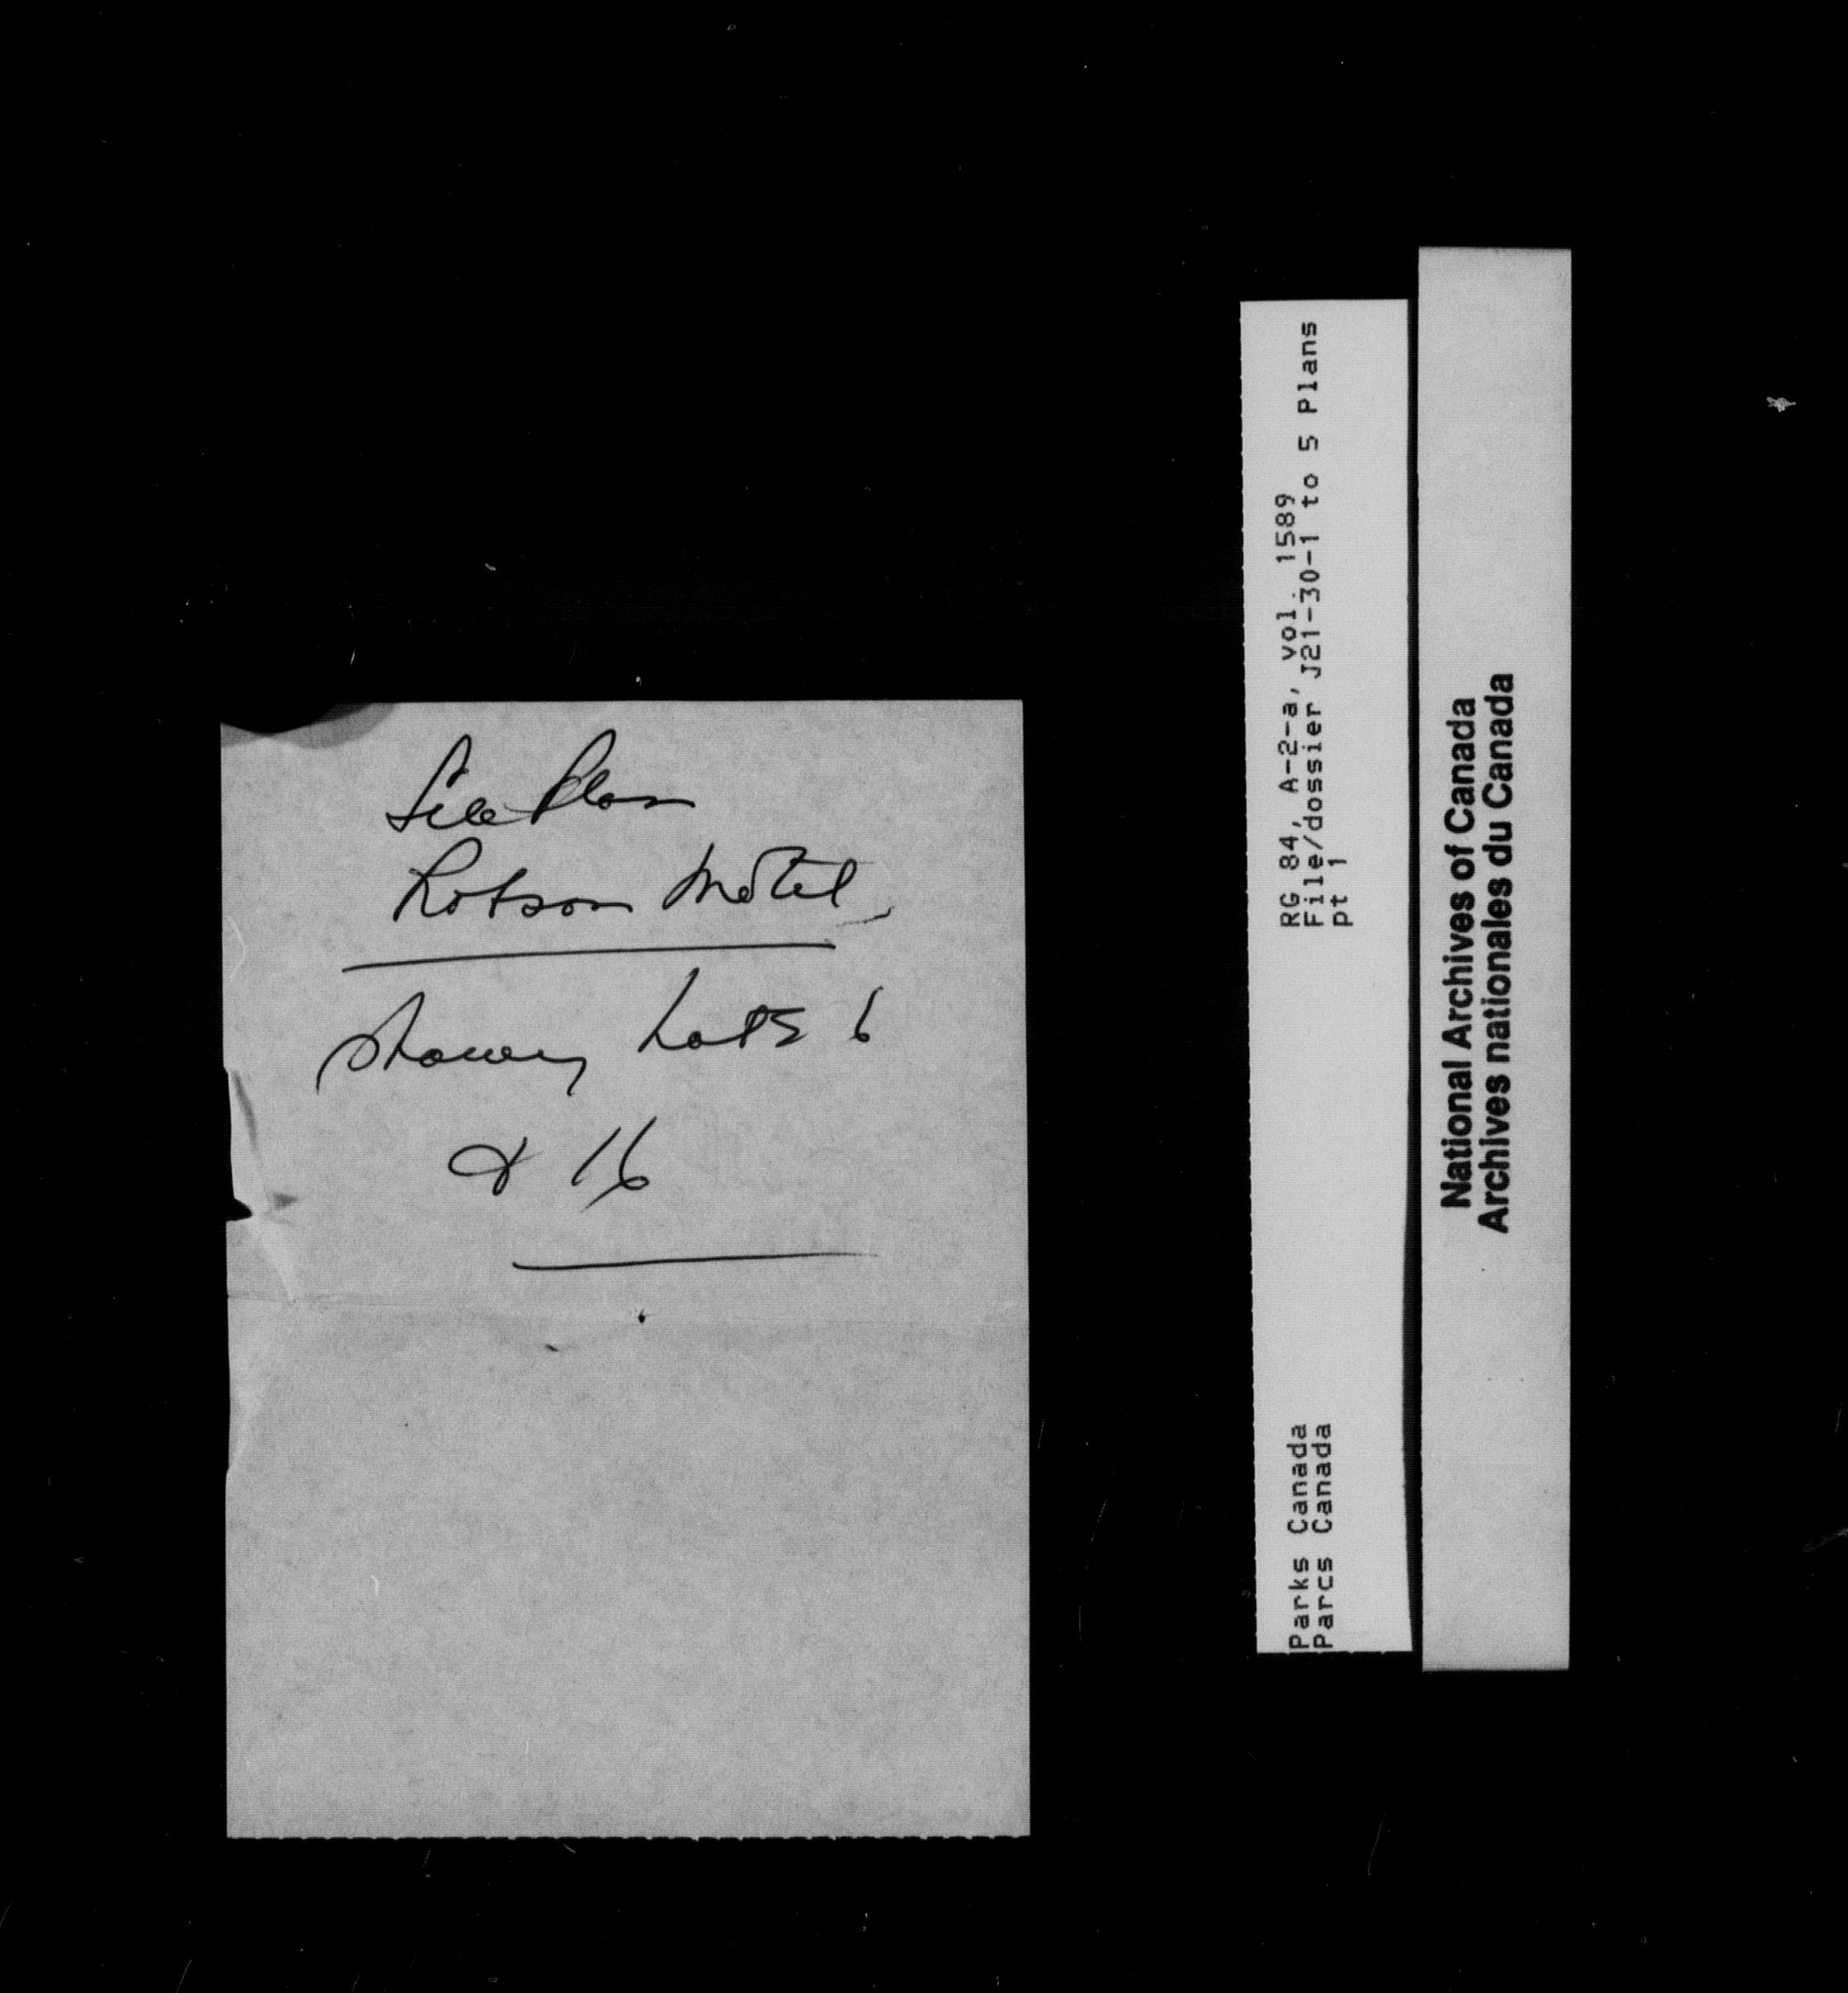 Site Plan
Robson Motel
showing Lots 6
& 16
RG 84, A-2-a, vol. 1589
File/dossier J21-30-1 to 5 Plans
pt 1
Parks Canada
Parcs Canada
National Archives of Canada
Archives nationales du Canada